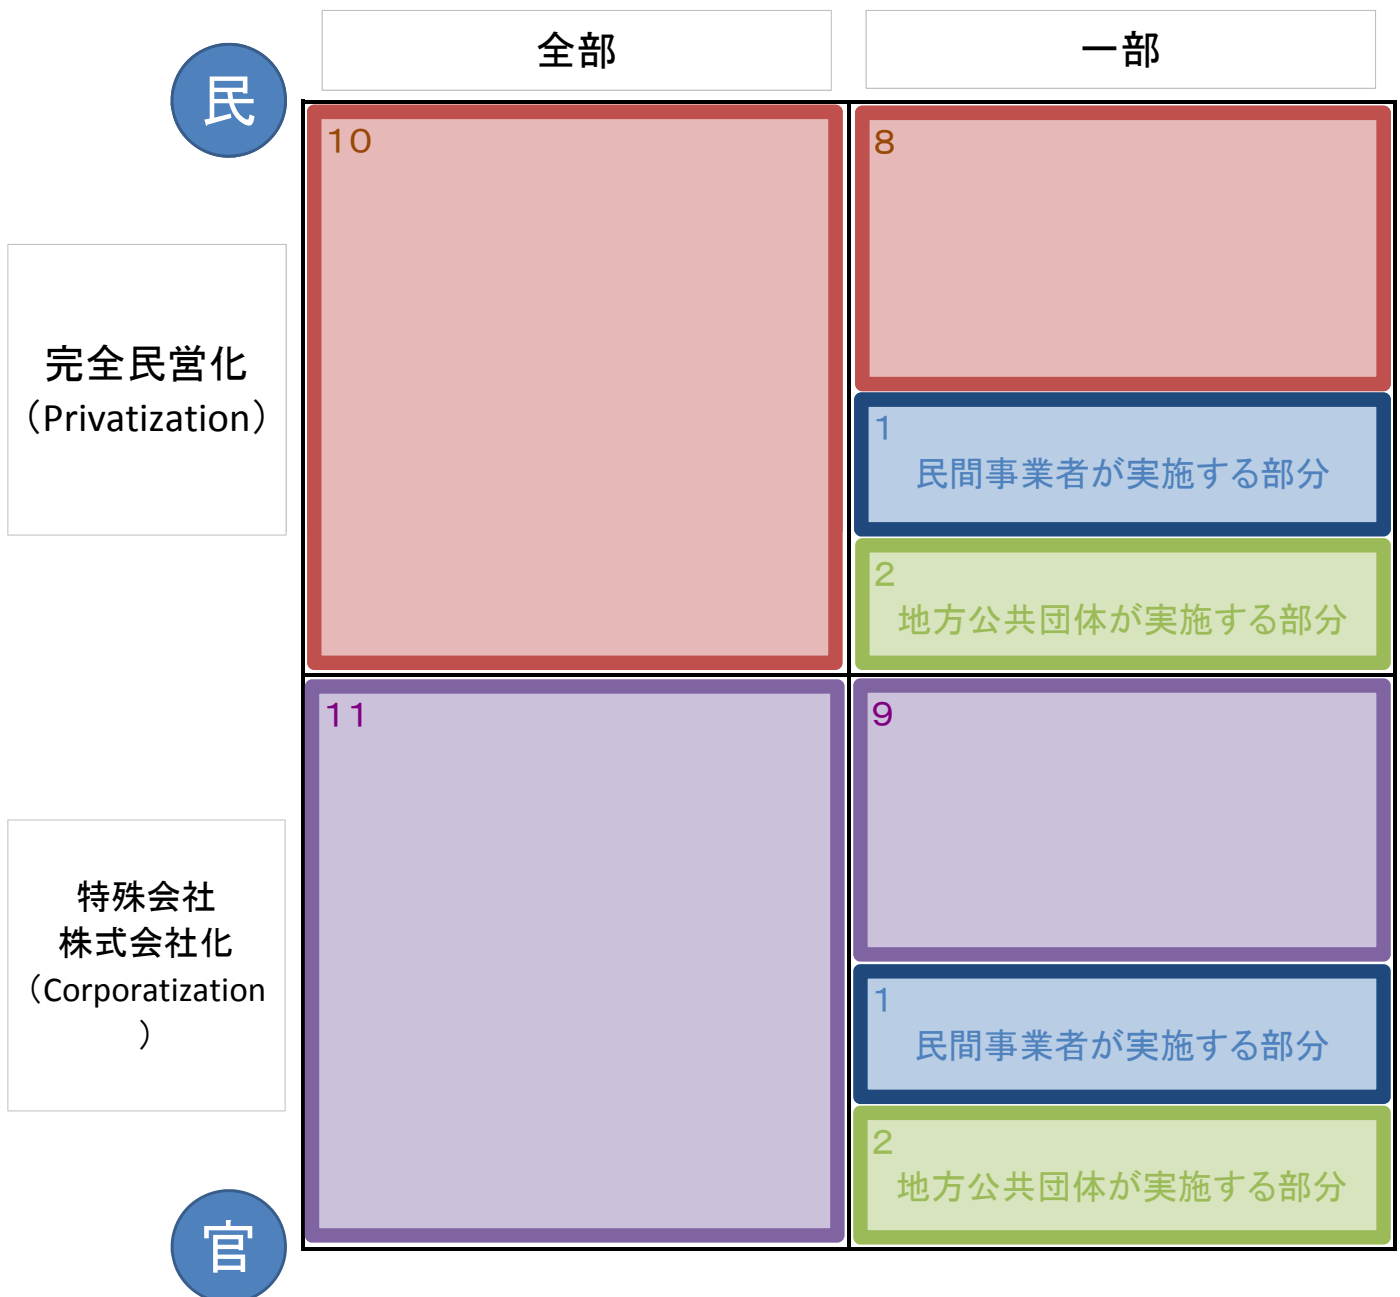 全部
一部
民
10
8
完全民営化
（Privatization）
1
民間事業者が実施する部分
2
地方公共団体が実施する部分
11
9
特殊会社
株式会社化
（Corporatization
）
1
民間事業者が実施する部分
2
地方公共団体が実施する部分
官